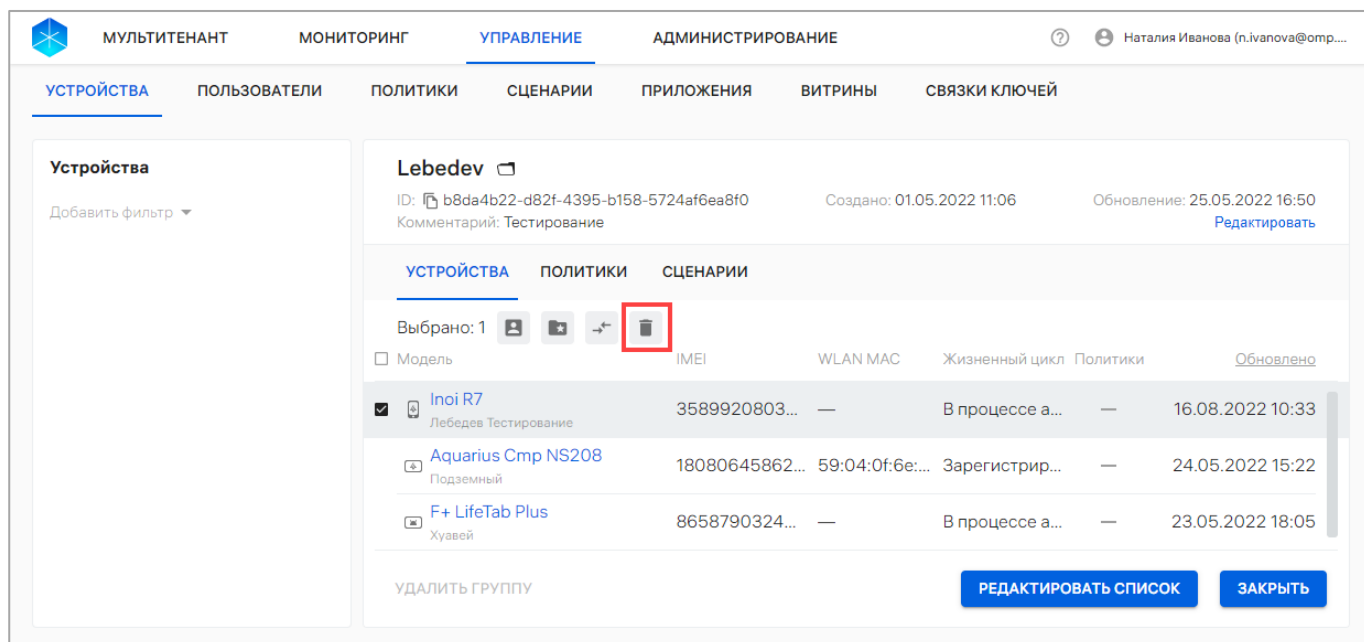 МУЛЬТИТЕНАНТ МОНИТОРИНГ УПРАВЛЕНИЕ АДМИНИСТРИРОВАНИЕ Наталия Иванова (n.ivanova@omp....
УСТРОЙСТВА ПОЛЬЗОВАТЕЛИ ПОЛИТИКИ СЦЕНАРИИ ПРИЛОЖЕНИЯ ВИТРИНЫ СВЯЗКИ КЛЮЧЕЙ
Устройства
Добавить фильтр
Lebedev
ID: b8da4b22-d82f-4395-b158-5724af6ea8f0 Создано: 01.05.2022 11:06 Обновление: 25.05.2022 16:50
Комментарий: Тестирование Редактировать
УСТРОЙСТВА ПОЛИТИКИ СЦЕНАРИИ
Выбрано: 1
Модель IMEI WLAN MAC Жизненный цикл Политики Обновлено
Inoi R7 3589920803... — В процессе а... — 16.08.2022 10:33
Лебедев Тестирование
Aquarius Cmp NS208 18080645862... 59:04:0f:6e:... Зарегистрир... — 24.05.2022 15:22
Подземный
F+ LifeTab Plus 8658790324... — В процессе а... — 23.05.2022 18:05
Хуавей
УДАЛИТЬ ГРУППУ РЕДАКТИРОВАТЬ СПИСОК ЗАКРЫТЬ